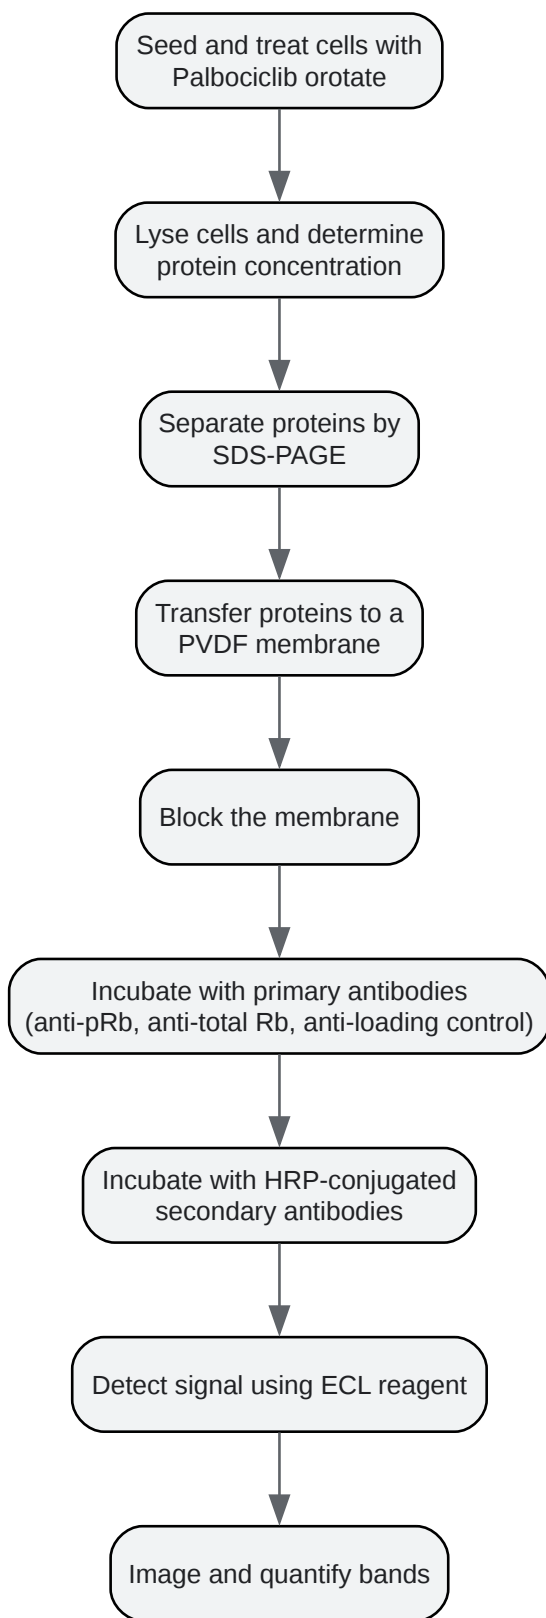 Seed and treat cells with
Palbociclib orotate
Lyse cells and determine
protein concentration
Separate proteins by
SDS-PAGE
Transfer proteins to a
PVDF membrane
Block the membrane
Incubate with primary antibodies
(anti-pRb, anti-total Rb, anti-loading control)
Incubate with HRP-conjugated
secondary antibodies
Detect signal using ECL reagent
Image and quantify bands